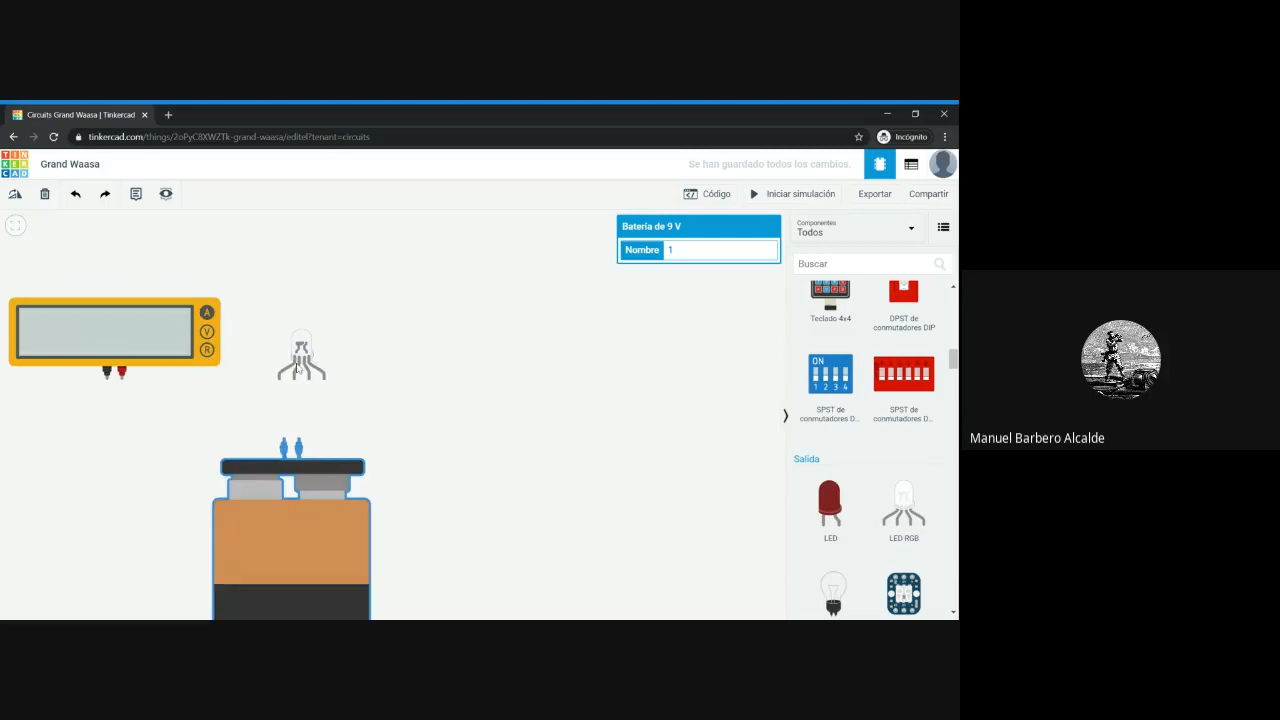 Circuits Grand Waasa | Tinkercad
tinkercad.com/things/2oPyC8XWZTk-grand-waasa/editel?tenant=circuits
Incógnito
TIN
KER
CAD
Grand Waasa
Se han guardado todos los cambios.
Código
Iniciar simulación
Exportar
Compartir
Batería de 9 V
Nombre 1
Componentes
Todos
Buscar
A
V
R
Teclado 4x4
DPST de
conmutadores DIP
ON
1 2 3 4
SPST de
conmutadores D...
SPST de
conmutadores D...
Salida
LED
LED RGB
Manuel Barbero Alcalde